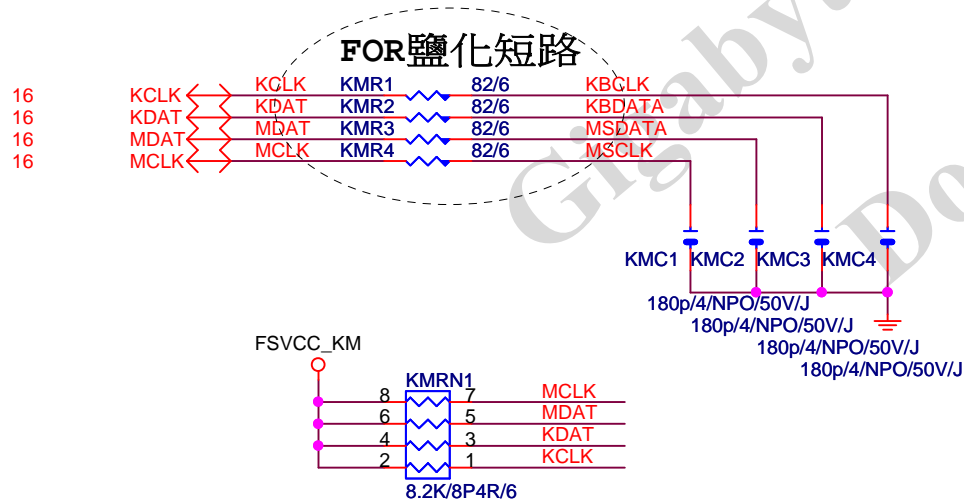 FOR鹽化短路
16 KCLK KCLK KMR1 82/6 KBCLK
16 KDAT KDAT KMR2 82/6 KBDATA
16 MDAT MDAT KMR3 82/6 MSDATA
16 MCLK MCLK KMR4 82/6 MSCLK
KMC1 KMC2 KMC3 KMC4
180p/4/NPO/50V/J
180p/4/NPO/50V/J
180p/4/NPO/50V/J
180p/4/NPO/50V/J
FSVCC_KM
KMRN1
8 7 MCLK
6 5 MDAT
4 3 KDAT
2 1 KCLK
8.2K/8P4R/6
Gigaby
Do